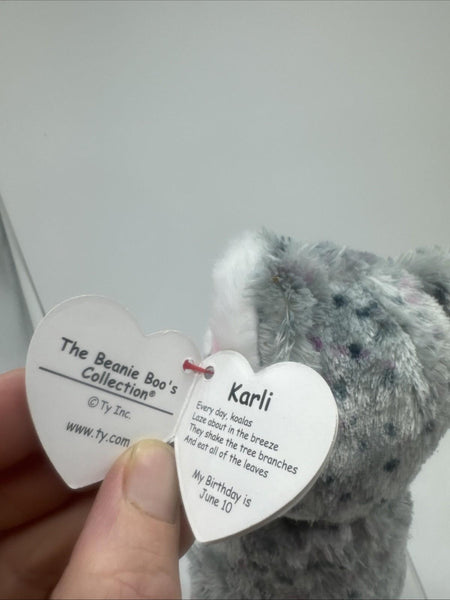 The Beanie Boo's
Collection®
© Ty Inc.
www.ty.com
Karli
Every day, koalas
Laze about in the breeze
They shake the tree branches
And eat all of the leaves
My Birthday is
June 10